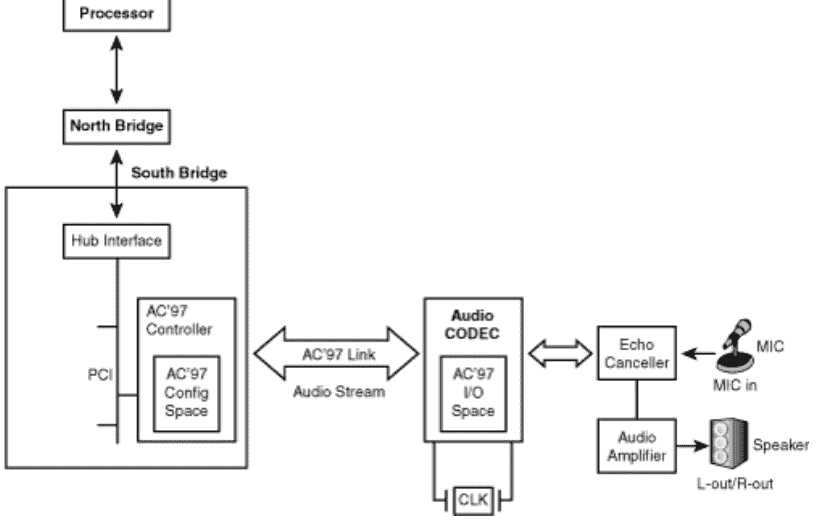 Processor
North Bridge
South Bridge
Hub Interface
AC'97
Controller
AC'97
Config
Space
PCI
AC'97 Link
Audio Stream
Audio
CODEC
AC'97
I/O
Space
CLK
Echo
Canceller
MIC
MIC in
Audio
Amplifier
Speaker
L-out/R-out